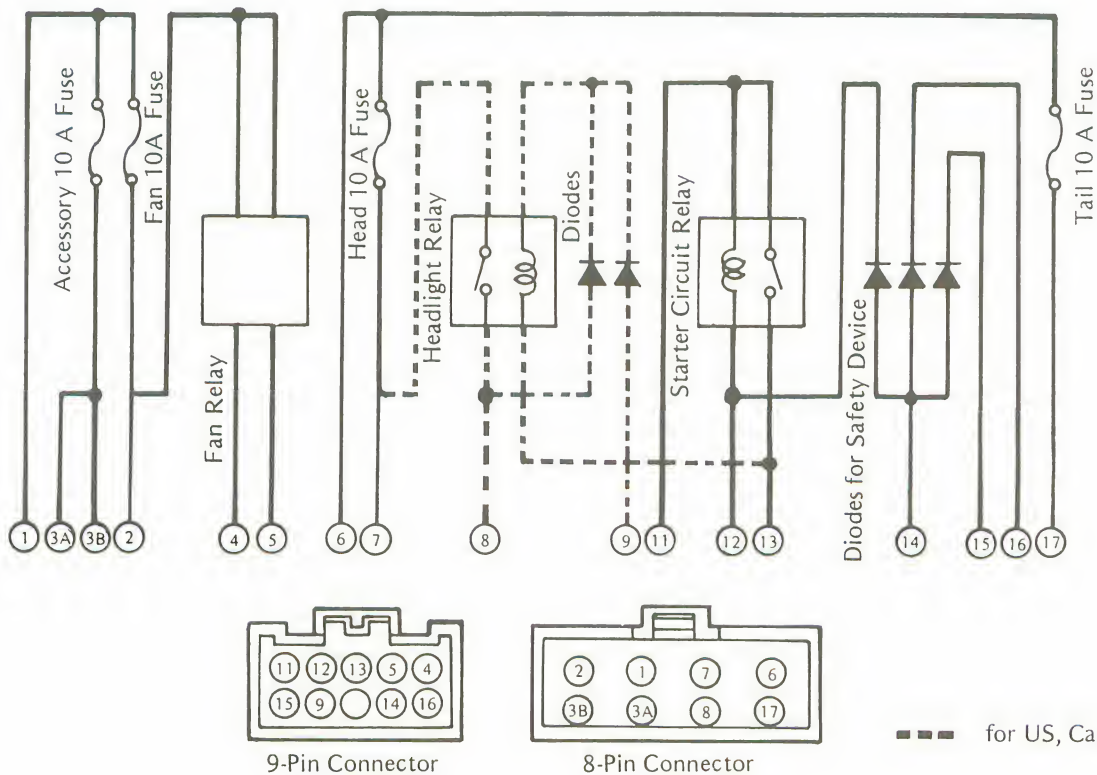 Accessory 10 A Fuse
Fan 10A Fuse
Fan Relay
Head 10 A Fuse
Headlight Relay
Diodes
Starter Circuit Relay
Diodes for Safety Device
Tail 10 A Fuse
1 3A 3B 2 4 5 6 7 8 9 11 12 13 14 15 16 17
11 12 13 5 4
15 9 14 16
9-Pin Connector
2 1 7 6
3B 3A 8 17
8-Pin Connector
for US, Ca